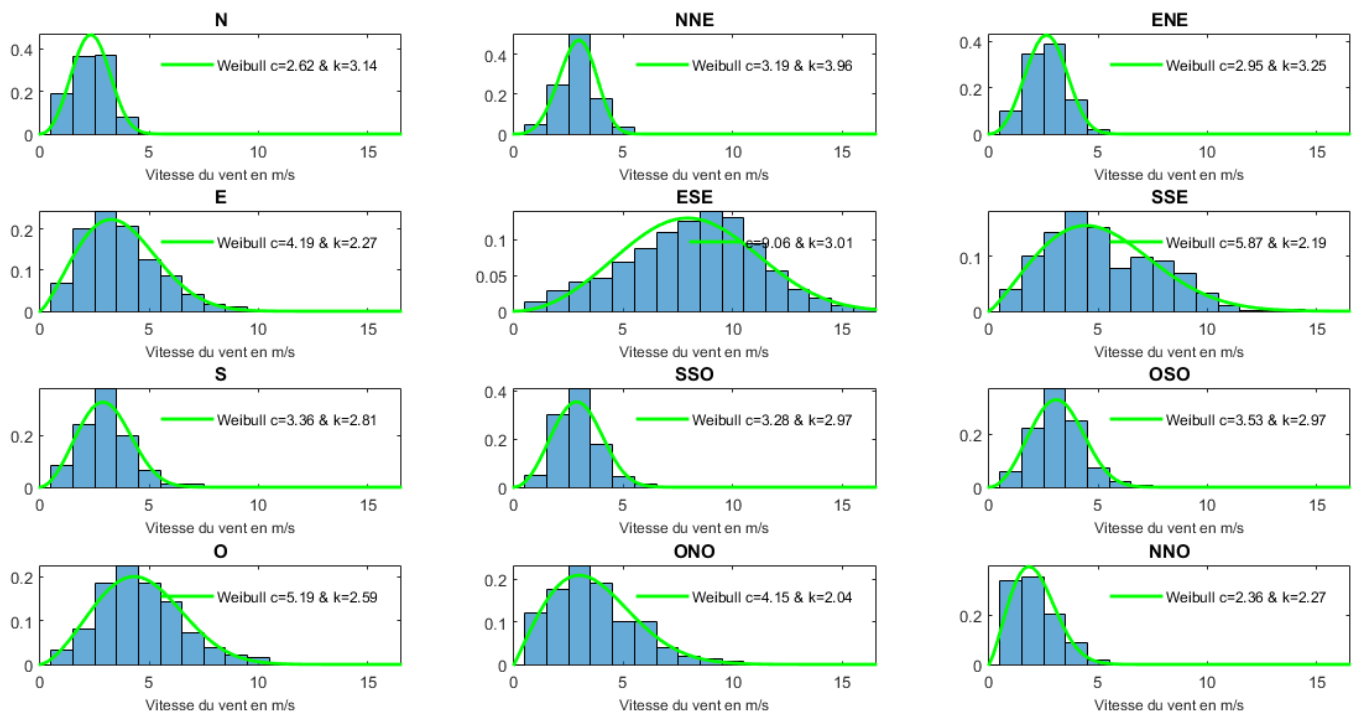 N
0.4
0.2
0
Weibull c=2.62 & k=3.14
0 5 10 15
Vitesse du vent en m/s
NNE
0.4
0.2
0
Weibull c=3.19 & k=3.96
0 5 10 15
Vitesse du vent en m/s
ENE
0.4
0.2
0
Weibull c=2.95 & k=3.25
0 5 10 15
Vitesse du vent en m/s
E
0.2
0.1
0
Weibull c=4.19 & k=2.27
0 5 10 15
Vitesse du vent en m/s
ESE
0.1
0.05
0
c=9.06 & k=3.01
0 5 10 15
Vitesse du vent en m/s
SSE
0.1
0
Weibull c=5.87 & k=2.19
0 5 10 15
Vitesse du vent en m/s
S
0.2
0
Weibull c=3.36 & k=2.81
0 5 10 15
Vitesse du vent en m/s
SSO
0.4
0.2
0
Weibull c=3.28 & k=2.97
0 5 10 15
Vitesse du vent en m/s
OSO
0.2
0
Weibull c=3.53 & k=2.97
0 5 10 15
Vitesse du vent en m/s
O
0.2
0.1
0
Weibull c=5.19 & k=2.59
0 5 10 15
Vitesse du vent en m/s
ONO
0.2
0.1
0
Weibull c=4.15 & k=2.04
0 5 10 15
Vitesse du vent en m/s
NNO
0.2
0
Weibull c=2.36 & k=2.27
0 5 10 15
Vitesse du vent en m/s